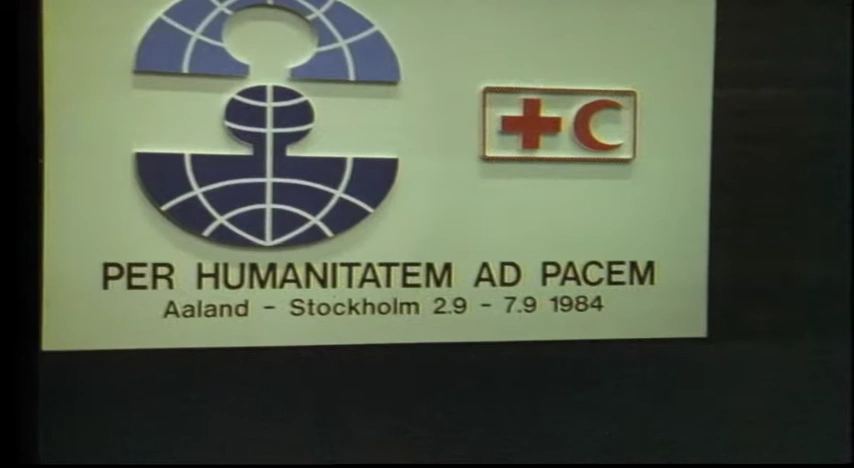 PER HUMANITATEM AD PACEM
Aaland - Stockholm 2.9 - 7.9 1984